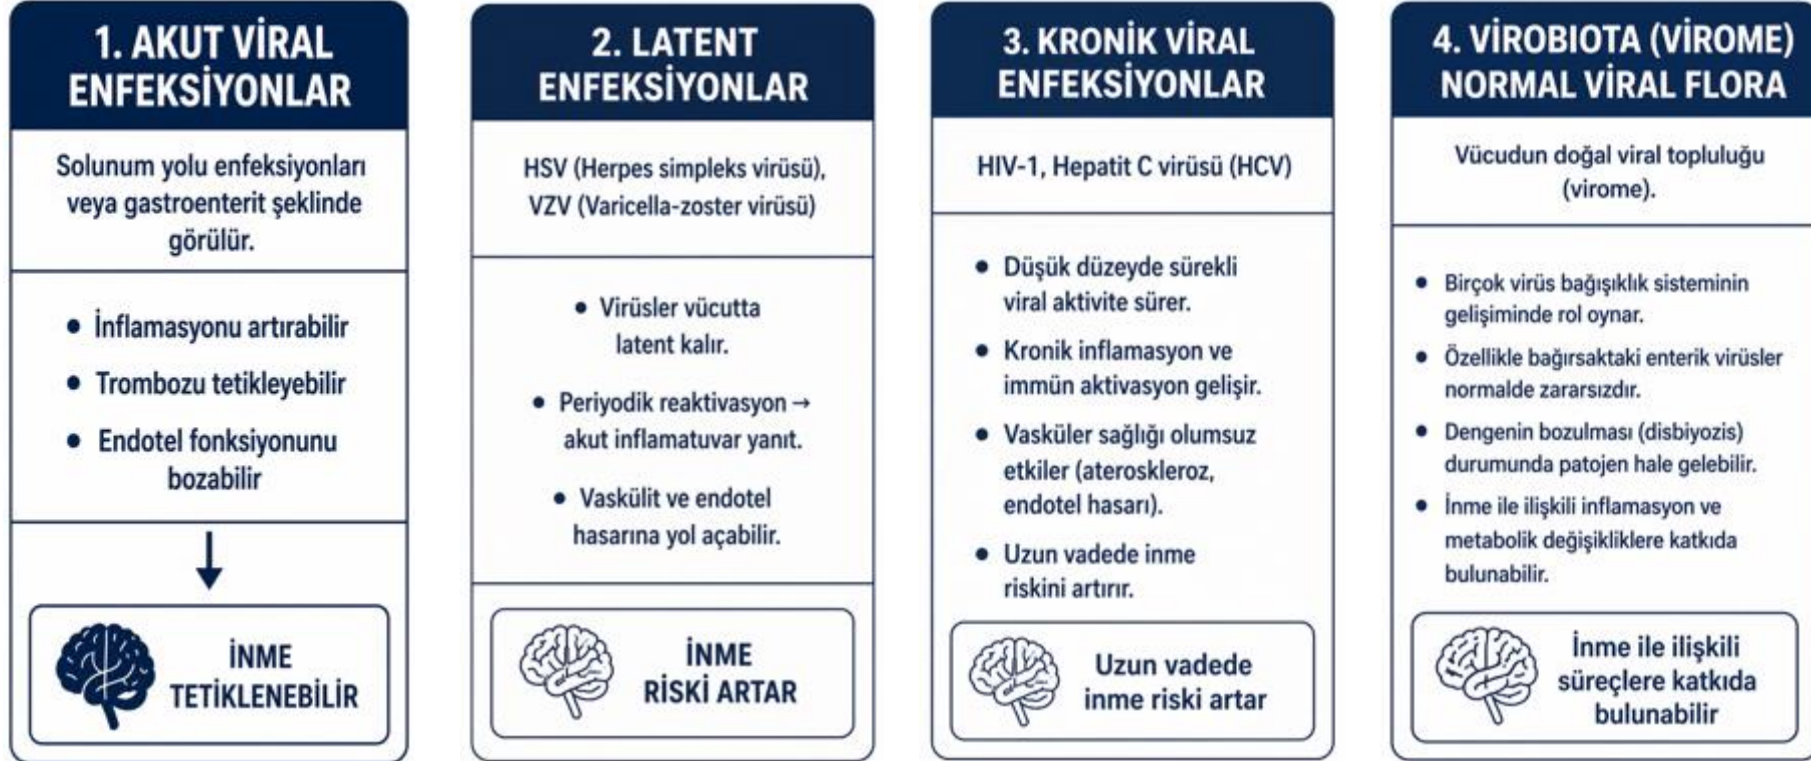 1. AKUT VİRAL
ENFEKSİYONLAR
Solunum yolu enfeksiyonları
veya gastroenterit şeklinde
görülür.
• İnflamasyonu artırabilir
• Trombozu tetikleyebilir
• Endotel fonksiyonunu
bozabilir
İNME
TETİKLENEBİLİR
2. LATENT
ENFEKSİYONLAR
HSV (Herpes simpleks virüsü),
VZV (Varicella-zoster virüsü)
• Virüsler vücutta
latent kalır.
• Periyodik reaktivasyon →
akut inflamatuvar yanıt.
• Vaskülit ve endotel
hasarına yol açabilir.
İNME
RİSKİ ARTAR
3. KRONİK VİRAL
ENFEKSİYONLAR
HIV-1, Hepatit C virüsü (HCV)
• Düşük düzeyde sürekli
viral aktivite sürer.
• Kronik inflamasyon ve
immün aktivasyon gelişir.
• Vasküler sağlığı olumsuz
etkiler (ateroskleroz,
endotel hasarı).
• Uzun vadede inme
riskini artırır.
Uzun vadede
inme riski artar
4. VİROBIOTA (VİROME)
NORMAL VİRAL FLORA
Vücudun doğal viral topluluğu
(virome).
• Birçok virüs bağışıklık sisteminin
gelişiminde rol oynar.
• Özellikle bağırsaktaki enterik virüsler
normalde zararsızdır.
• Dengenin bozulması (disbiyozis)
durumunda patojen hale gelebilir.
• İnme ile ilişkili inflamasyon ve
metabolik değişikliklere katkıda
bulunabilir.
İnme ile ilişkili
süreçlere katkıda
bulunabilir